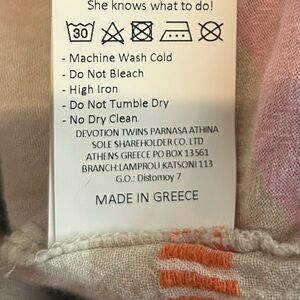 She knows what to do!
30
- Machine Wash Cold
- Do Not Bleach
- High Iron
- Do Not Tumble Dry
- No Dry Clean
DEVOTION TWINS PARNASA ATHINA
SOLE SHAREHOLDER CO. LTD
ATHENS GREECE PO BOX 13561
BRANCH:LAMPROU KATSONI 113
G.O.: Distomoy 7
MADE IN GREECE